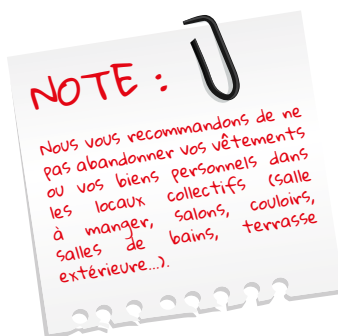 NOTE :
Nous vous recommandons de ne
pas abandonner vos vêtements
ou vos biens personnels dans
les locaux collectifs (salle
à manger, salons, couloirs,
salles de bains, terrasse
extérieure...).